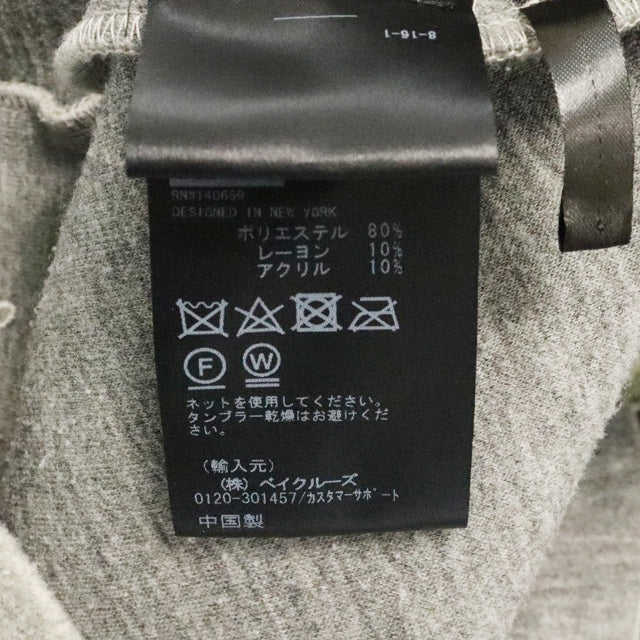 8-16-1
RN#140659
DESIGNED IN NEW YORK
ポリエステル 80%
レーヨン 10%
アクリル 10%
F W
ネットを使用してください。
タンブラー乾燥はお避けくだ
さい。
(輸入元)
(株) ベイクルーズ
0120-301457/カスタマーサポート
中国製